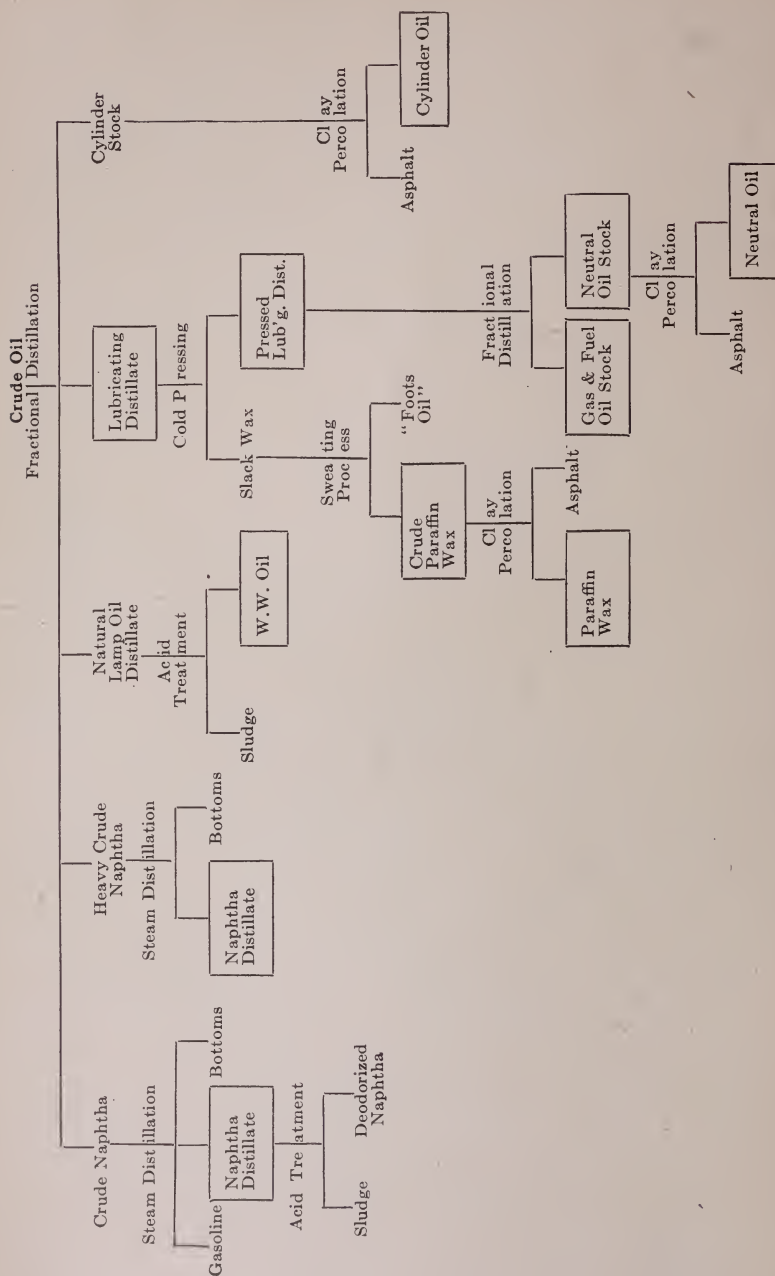 Crude Oil
Fractional Distillation
Crude Naphtha
Steam Distillation
Gasoline
Naphtha
Distillate
Bottoms
Acid Treatment
Sludge
Deodorized
Naphtha
Heavy Crude
Naphtha
Steam Distillation
Naphtha
Distillate
Bottoms
Natural
Lamp Oil
Distillate
Acid
Treatment
Sludge
W.W. Oil
Lubricating
Distillate
Cold Pressing
Slack Wax
Sweating
Process
Crude
Paraffin
Wax
"Foots
Oil"
Clay
Percolation
Paraffin
Wax
Asphalt
Pressed
Lub'g. Dist.
Fractional
Distillation
Gas & Fuel
Oil Stock
Neutral
Oil Stock
Clay
Percolation
Asphalt
Neutral Oil
Cylinder
Stock
Clay
Percolation
Asphalt
Cylinder Oil